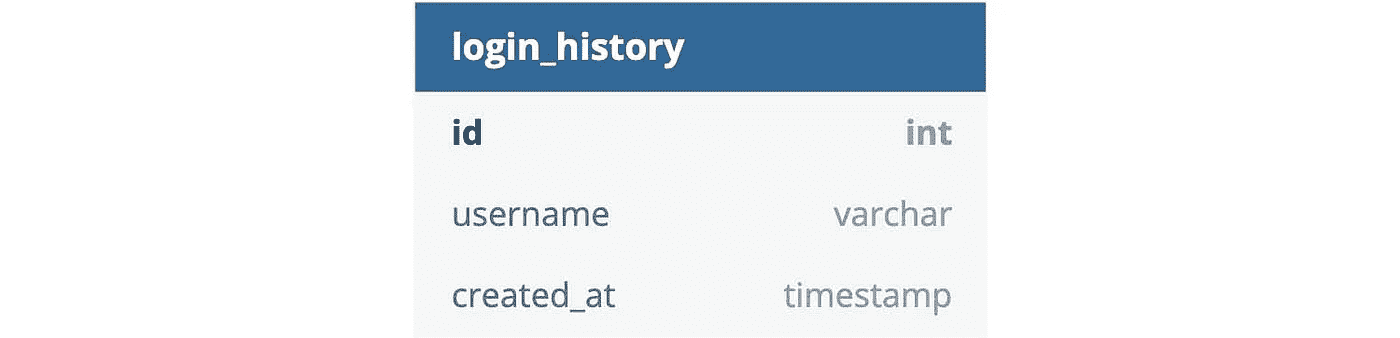 login_history
id int
username varchar
created_at timestamp